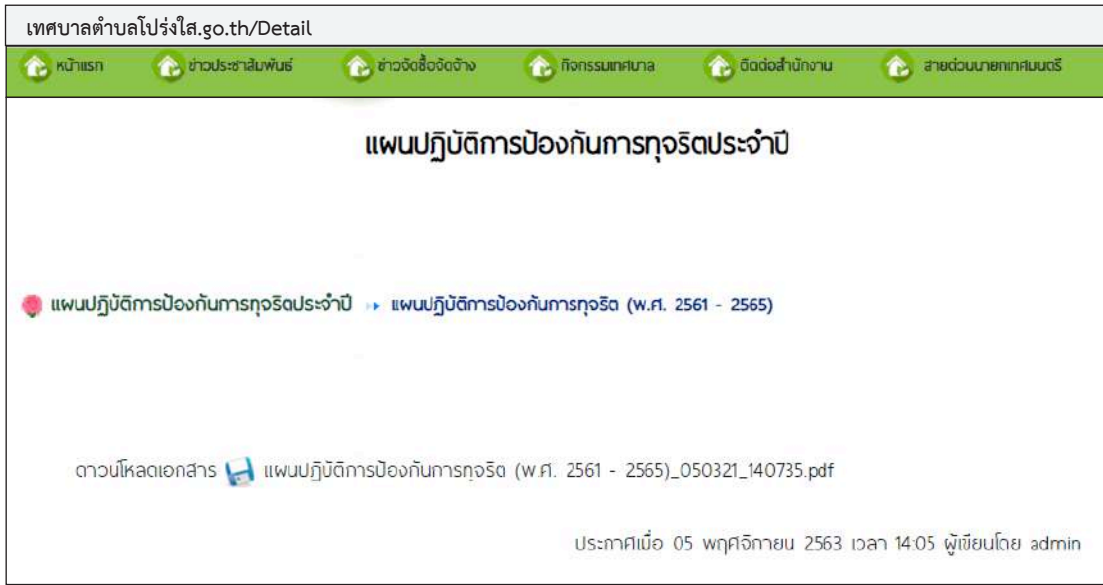 เทศบาลตำบลโปร่งใส.go.th/Detail
หน้าแรก ข่าวประชาสัมพันธ์ ข่าวจัดซื้อจัดจ้าง กิจกรรมเทศบาล ติดต่อสำนักงาน สายด่วนนายกเทศมนตรี
แผนปฏิบัติการป้องกันการทุจริตประจำปี
แผนปฏิบัติการป้องกันการทุจริตประจำปี แผนปฏิบัติการป้องกันการทุจริต (พ.ศ. 2561 - 2565)
ดาวน์โหลดเอกสาร แผนปฏิบัติการป้องกันการทุจริต (พ.ศ. 2561 - 2565)_050321_140735.pdf
ประกาศเมื่อ 05 พฤศจิกายน 2563 เวลา 14:05 ผู้เขียนโดย admin